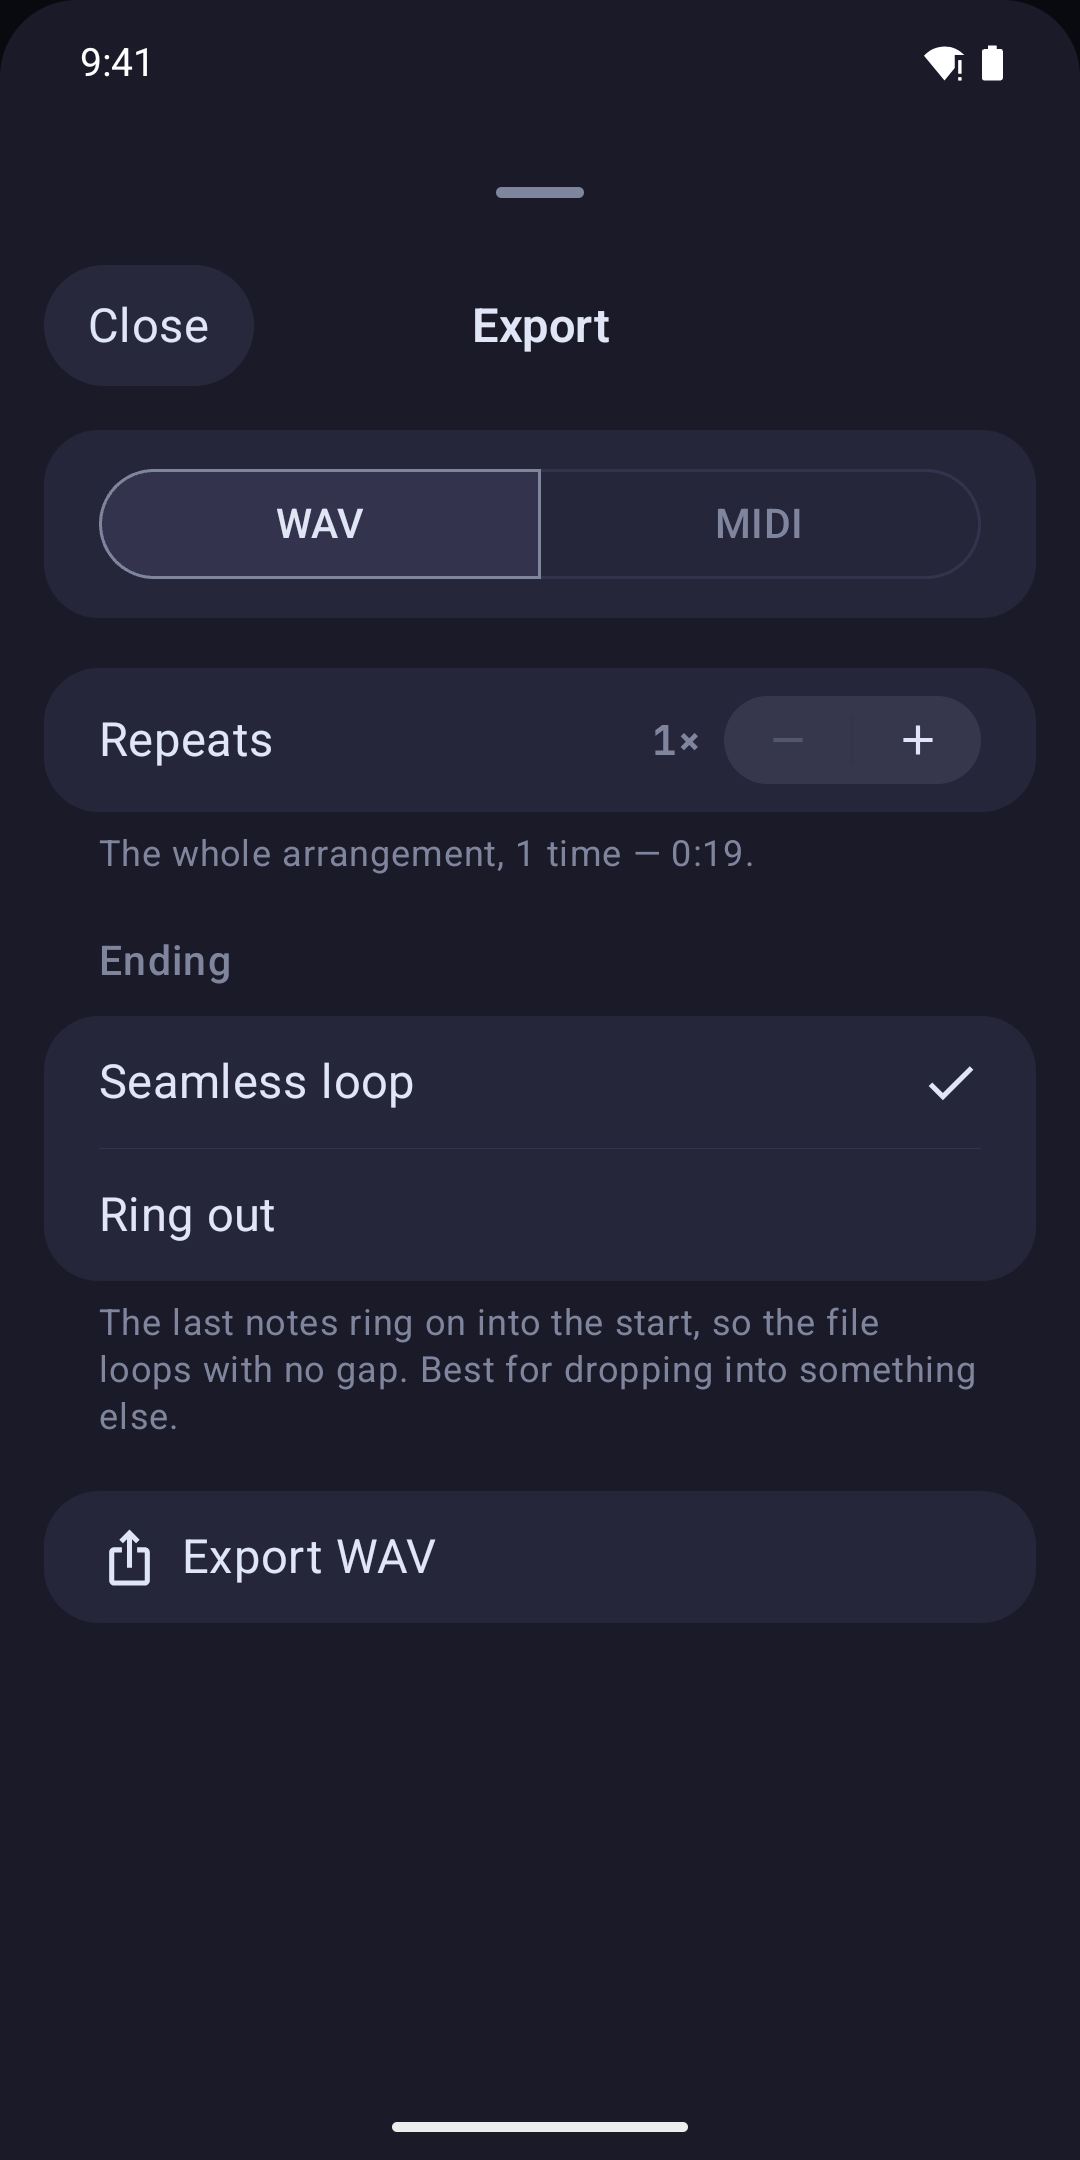 9:41
Close
Export
WAV
MIDI
Repeats
1×
The whole arrangement, 1 time — 0:19.
Ending
Seamless loop
Ring out
The last notes ring on into the start, so the file
loops with no gap. Best for dropping into something
else.
Export WAV